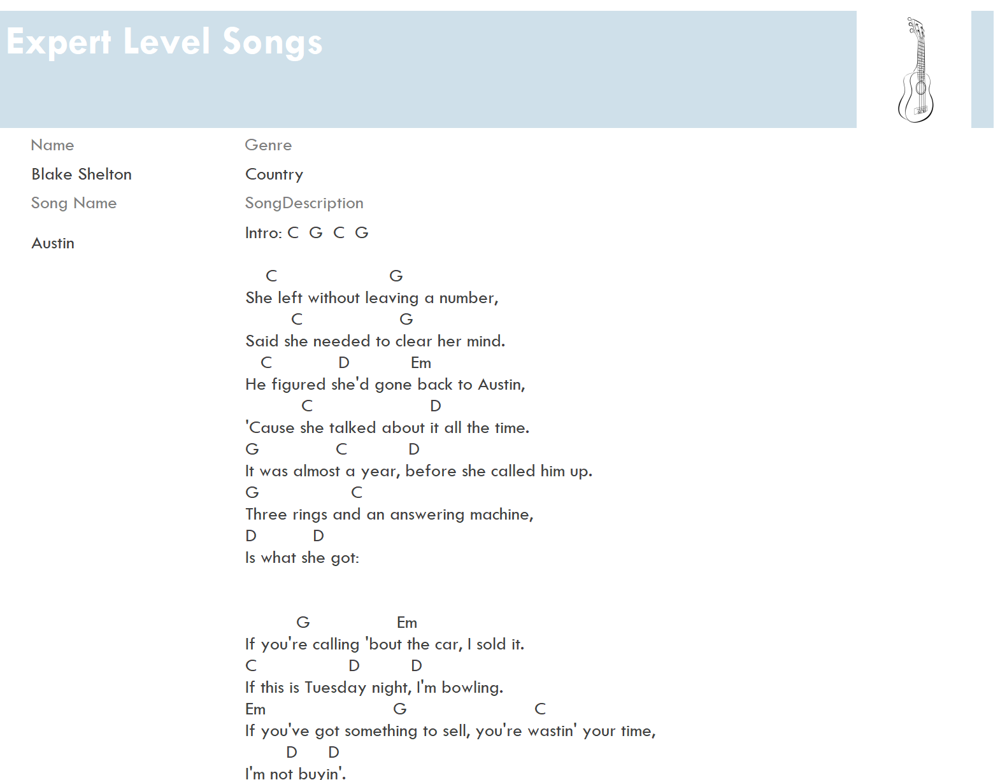 Expert Level Songs
Name Genre
Blake Shelton Country
Song Name SongDescription
Intro: C G C G
Austin
C G
She left without leaving a number,
C G
Said she needed to clear her mind.
C D Em
He figured she'd gone back to Austin,
C D
'Cause she talked about it all the time.
G C D
It was almost a year, before she called him up.
G C
Three rings and an answering machine,
D D
Is what she got:
G Em
If you're calling 'bout the car, I sold it.
C D D
If this is Tuesday night, I'm bowling.
Em G C
If you've got something to sell, you're wastin' your time,
D D
I'm not buyin'.